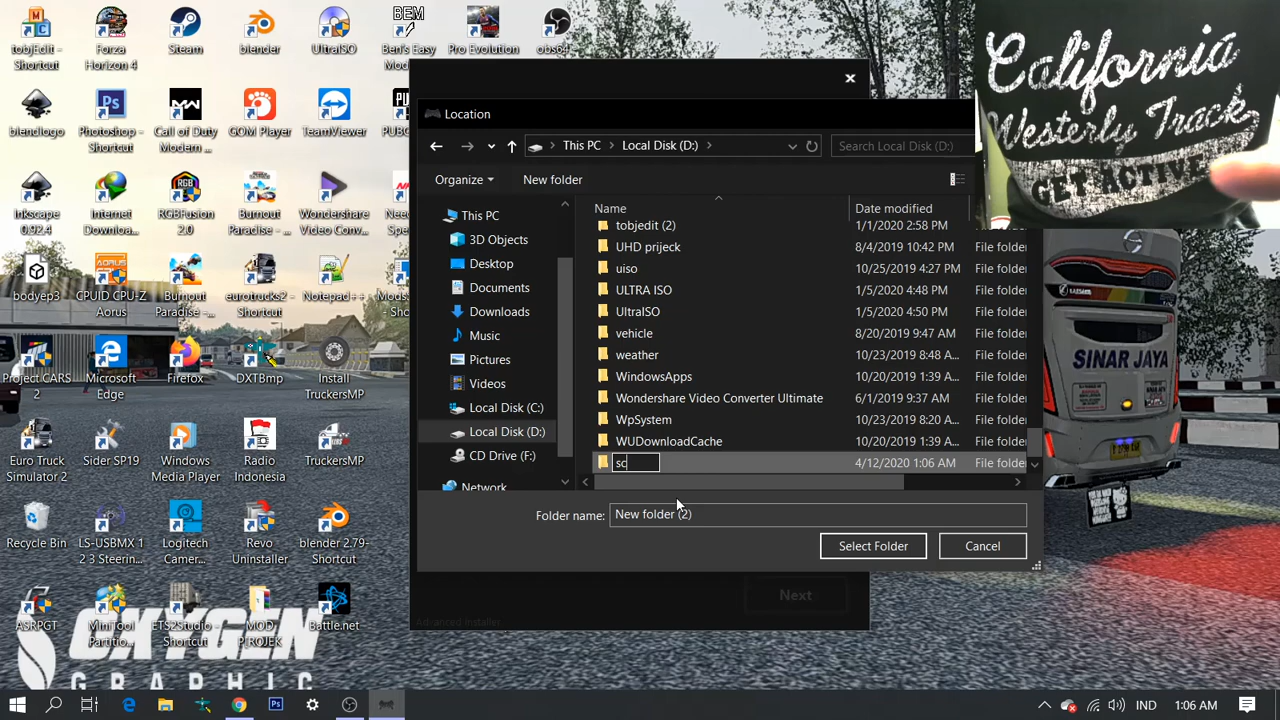 tobjEdit - Shortcut
Forza Horizon 4
Steam
blender
UltraISO
BEM
Ben's Easy Mod...
Pro Evolution
obs64
California
Westerly Track
GET ACTIVE
blendlogo
Photoshop - Shortcut
Call of Duty Modern ...
GOM Player
TeamViewer
Inkscape 0.92.4
Internet Downloa...
RGB
RGBFusion 2.0
Burnout Paradise - ...
Wondershare Video Conv...
bodyep3
AORUS
CPUID CPU-Z Aorus
Burnout Paradise - ...
eurotrucks2 - Shortcut
Notepad++
Project CARS 2
Microsoft Edge
Firefox
DXTBmp
Install TruckersMP
Euro Truck Simulator 2
Sider SP19
Windows Media Player
Radio Indonesia
TruckersMP
Recycle Bin
LS-USBMX 1 2 3 Steerin...
Logitech Camer...
Revo Uninstaller
blender 2.79- Shortcut
ASRPGT
MiniTool Partitio...
ETS2Studio - Shortcut
MOD P[ROJEK
Battle.net
OXYGEN
GRAPHIC
Location
This PC
Local Disk (D:)
Search Local Disk (D:)
Organize
New folder
Name
Date modified
This PC
3D Objects
Desktop
Documents
Downloads
Music
Pictures
Videos
Local Disk (C:)
Local Disk (D:)
CD Drive (F:)
Network
tobjedit (2) 1/1/2020 2:58 PM File folder
UHD prijeck 8/4/2019 10:42 PM File folder
uiso 10/25/2019 4:27 PM File folder
ULTRA ISO 1/5/2020 4:48 PM File folder
UltraISO 1/5/2020 4:50 PM File folder
vehicle 8/20/2019 9:47 AM File folder
weather 10/23/2019 8:48 A... File folder
WindowsApps 10/20/2019 1:39 A... File folder
Wondershare Video Converter Ultimate 6/1/2019 9:37 AM File folder
WpSystem 10/23/2019 8:20 A... File folder
WUDownloadCache 10/20/2019 1:39 A... File folder
sc 4/12/2020 1:06 AM File folder
Folder name: New folder (2)
Select Folder
Cancel
Next
Advanced Installer
SINAR JAYA
IND
1:06 AM